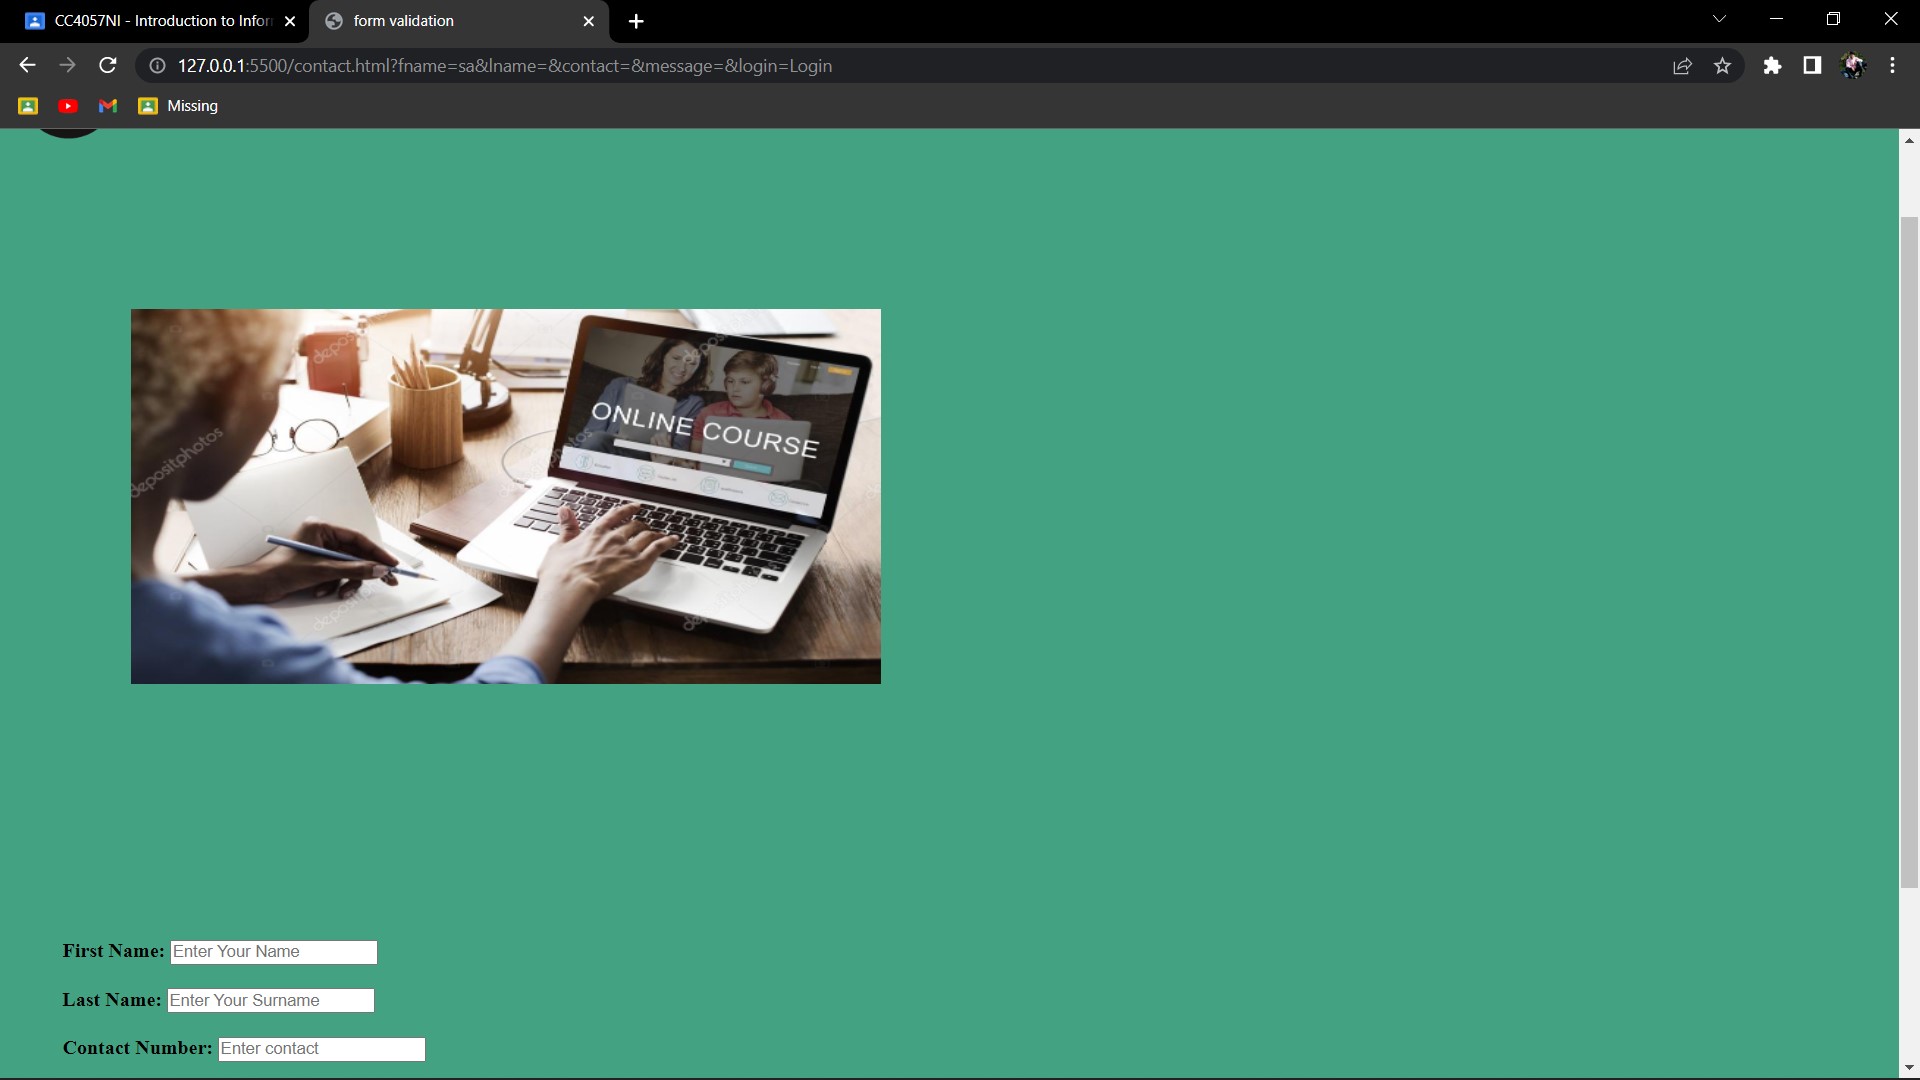 CC4057NI - Introduction to Infor
form validation
127.0.0.1:5500/contact.html?fname=sa&lname=&contact=&message=&login=Login
Missing
depositphotos
ONLINE COURSE
First Name: Enter Your Name
Last Name: Enter Your Surname
Contact Number: Enter contact